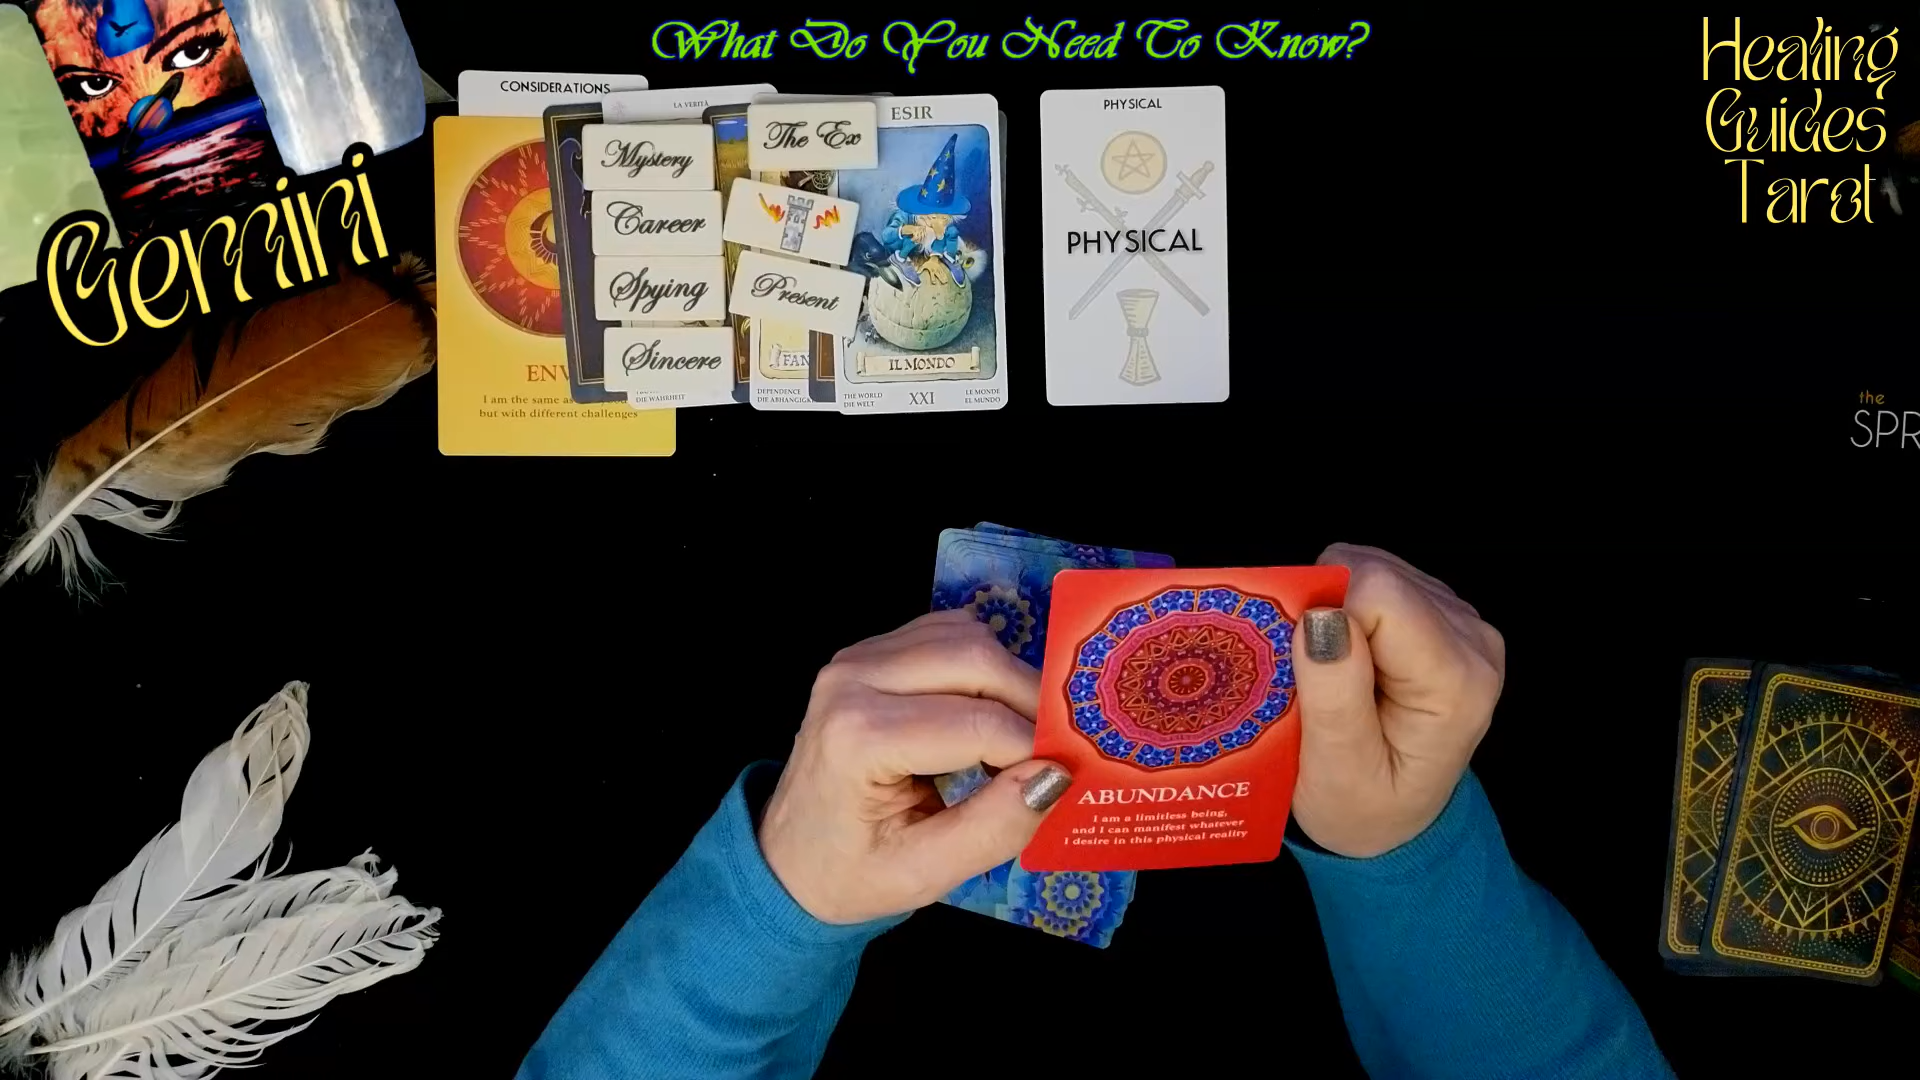 What Do You Need To Know?
Healing
Guides
Tarot
Gemini
CONSIDERATIONS
LA VERITÀ
Mystery
Career
Spying
Sincere
The Ex
Present
ENV
I am the same as
but with different challenges
DIE WAHRHEIT
FAN
DEPENDENCE
ESIR
IL MONDO
THE WORLD
DIE WELT
XXI
LE MONDE
EL MUNDO
PHYSICAL
PHYSICAL
the
SPR
ABUNDANCE
I am a limitless being,
and I can manifest whatever
I desire in this physical reality